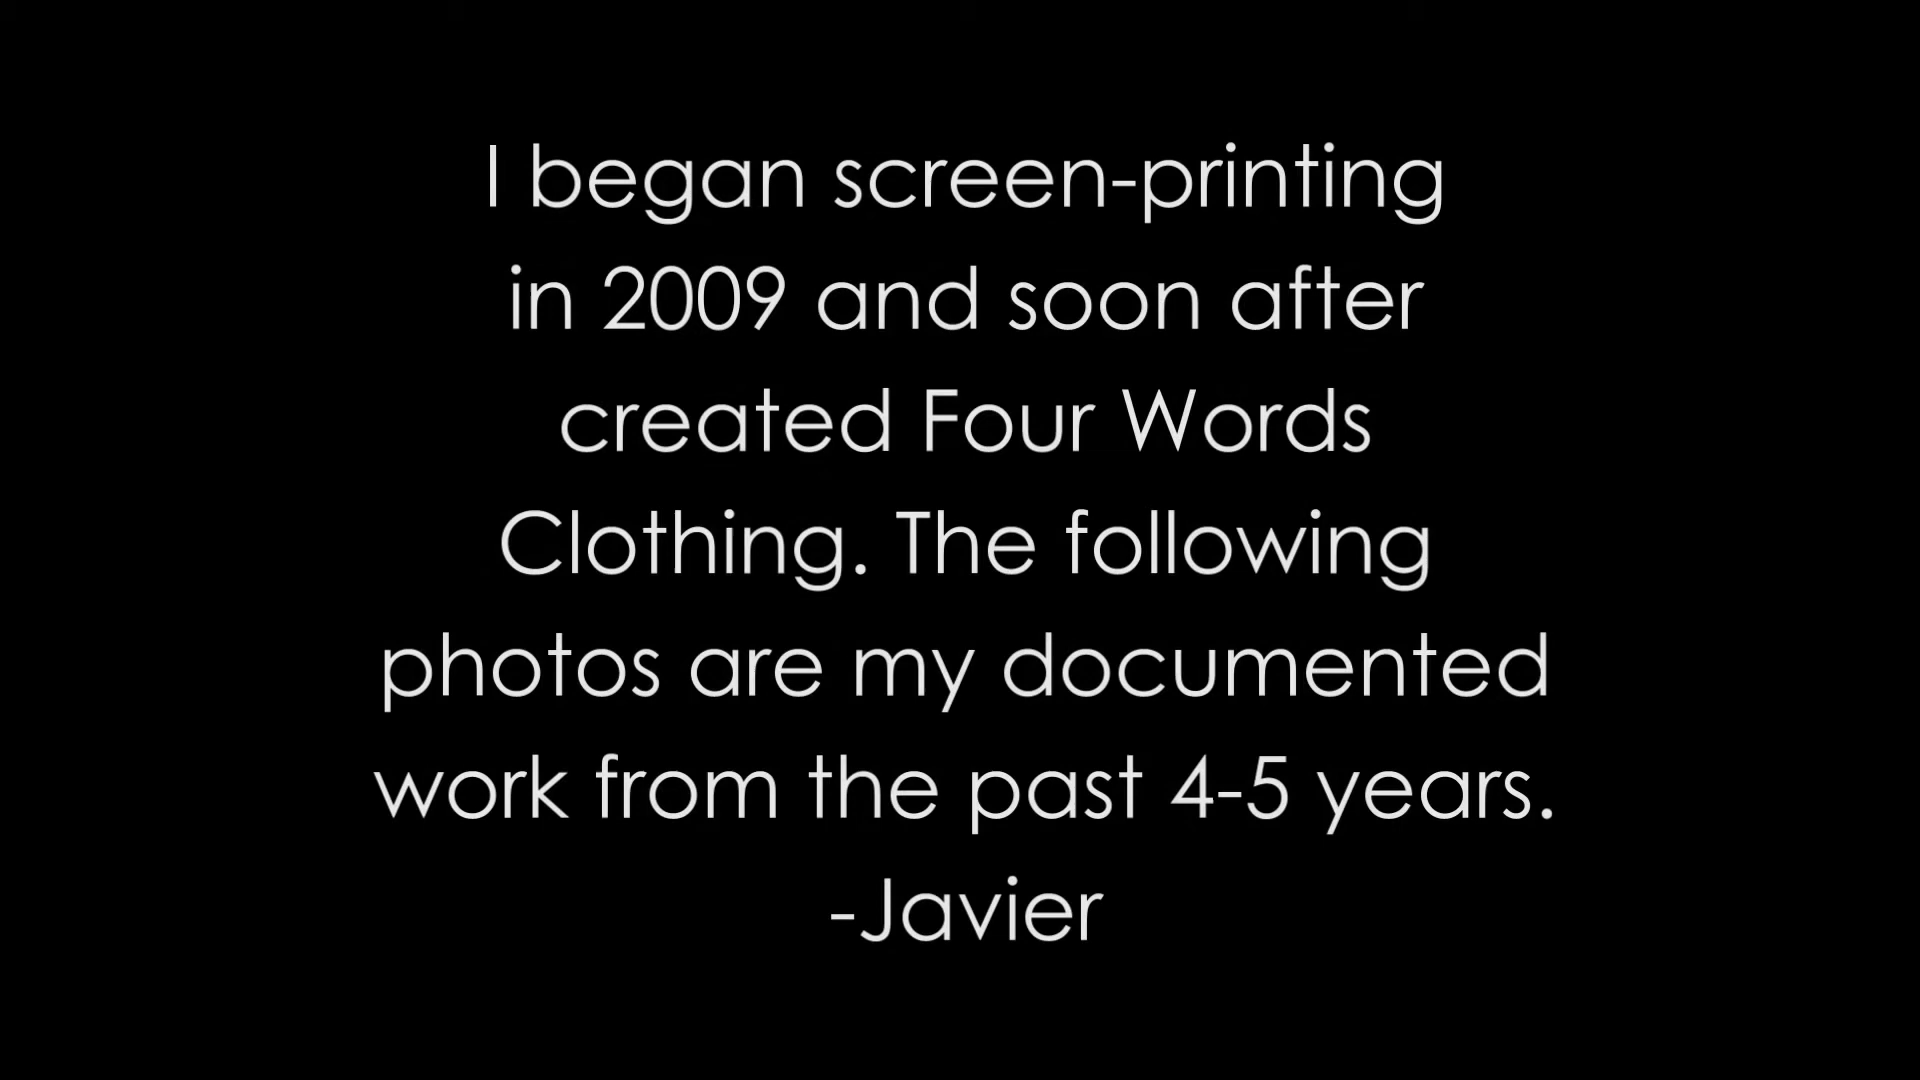 I began screen-printing
in 2009 and soon after
created Four Words
Clothing. The following
photos are my documented
work from the past 4-5 years.
-Javier